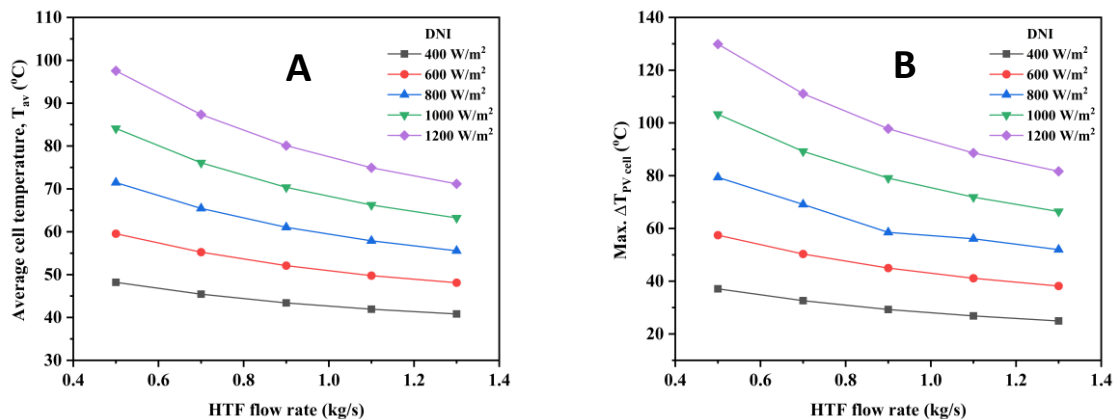 A
Average cell temperature, T_av (°C)
100
90
80
70
60
50
40
30
0.4 0.6 0.8 1.0 1.2 1.4
HTF flow rate (kg/s)
DNI
400 W/m²
600 W/m²
800 W/m²
1000 W/m²
1200 W/m²
B
Max. ΔT_PV cell (°C)
140
120
100
80
60
40
20
0.4 0.6 0.8 1.0 1.2 1.4
HTF flow rate (kg/s)
DNI
400 W/m²
600 W/m²
800 W/m²
1000 W/m²
1200 W/m²